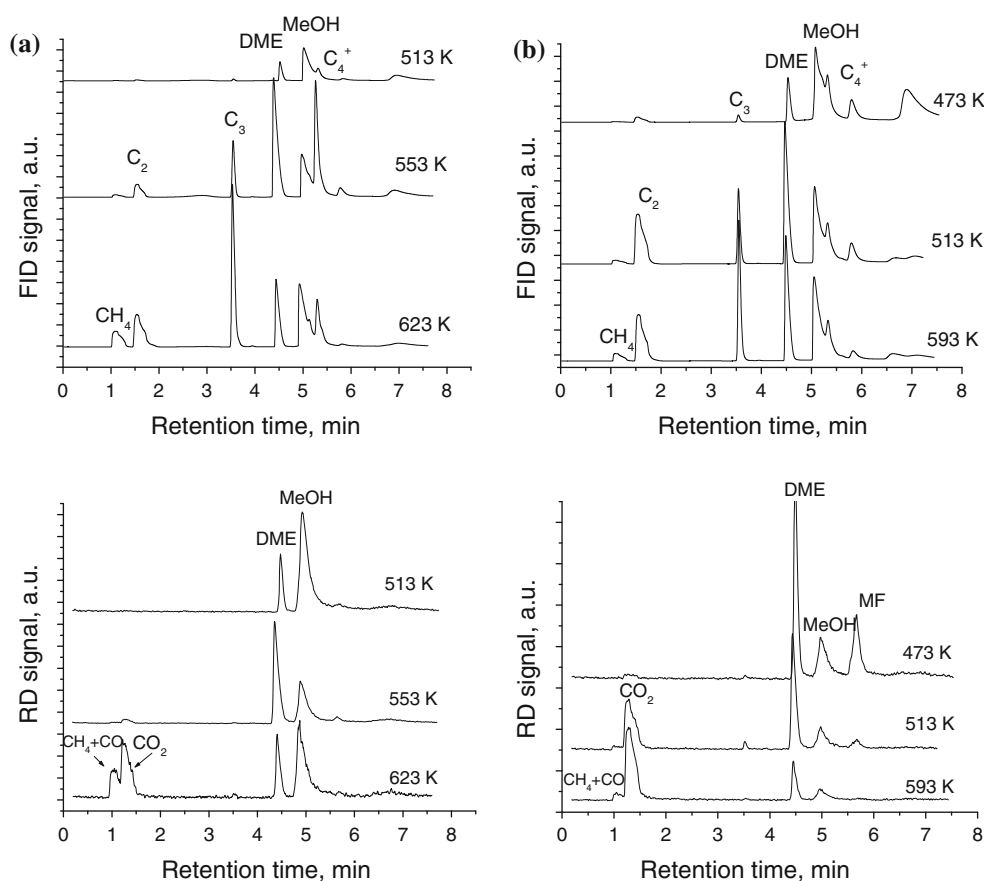 (a)
MeOH
DME
C₄⁺
513 K
C₃
C₂
553 K
CH₄
623 K
FID signal, a.u.
0 1 2 3 4 5 6 7 8
Retention time, min
(b)
MeOH
DME
C₄⁺
C₃
473 K
C₂
513 K
CH₄
593 K
FID signal, a.u.
0 1 2 3 4 5 6 7 8
Retention time, min
MeOH
DME
513 K
553 K
CH₄+CO
CO₂
623 K
RD signal, a.u.
0 1 2 3 4 5 6 7 8
Retention time, min
DME
MF
MeOH
473 K
CO₂
513 K
CH₄+CO
593 K
RD signal, a.u.
0 1 2 3 4 5 6 7 8
Retention time, min